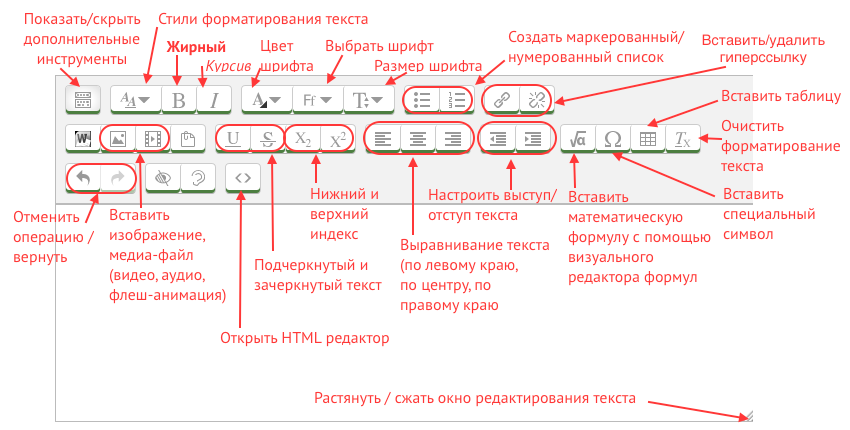 Показать/скрыть
дополнительные
инструменты
Стили форматирования текста
Жирный
Курсив
Цвет
шрифта
Выбрать шрифт
Размер шрифта
Создать маркерованный/
нумерованный список
Вставить/удалить
гиперссылку
Вставить таблицу
Очистить
форматирование
текста
Вставить
специальный
символ
Вставить
математическую
формулу с помощью
визуального
редактора формул
Настроить выступ/
отступ текста
Выравнивание текста
(по левому краю,
по центру, по
правому краю
Нижний и
верхний
индекс
Подчеркнутый и
зачеркнутый текст
Открыть HTML редактор
Вставить
изображение,
медиа-файл
(видео, аудио,
флеш-анимация)
Отменить
операцию /
вернуть
Растянуть / сжать окно редактирования текста